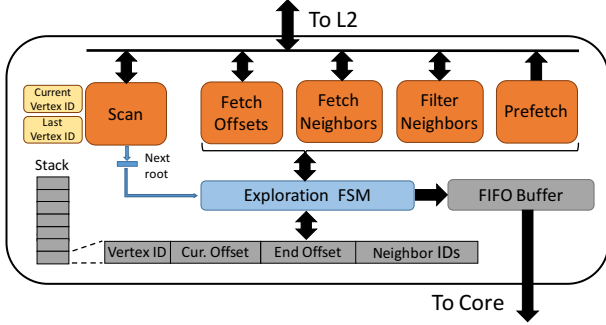 To L2
Current
Vertex ID
Last
Vertex ID
Scan
Fetch
Offsets
Fetch
Neighbors
Filter
Neighbors
Prefetch
Next
root
Stack
Exploration FSM
FIFO Buffer
Vertex ID
Cur. Offset
End Offset
Neighbor IDs
To Core